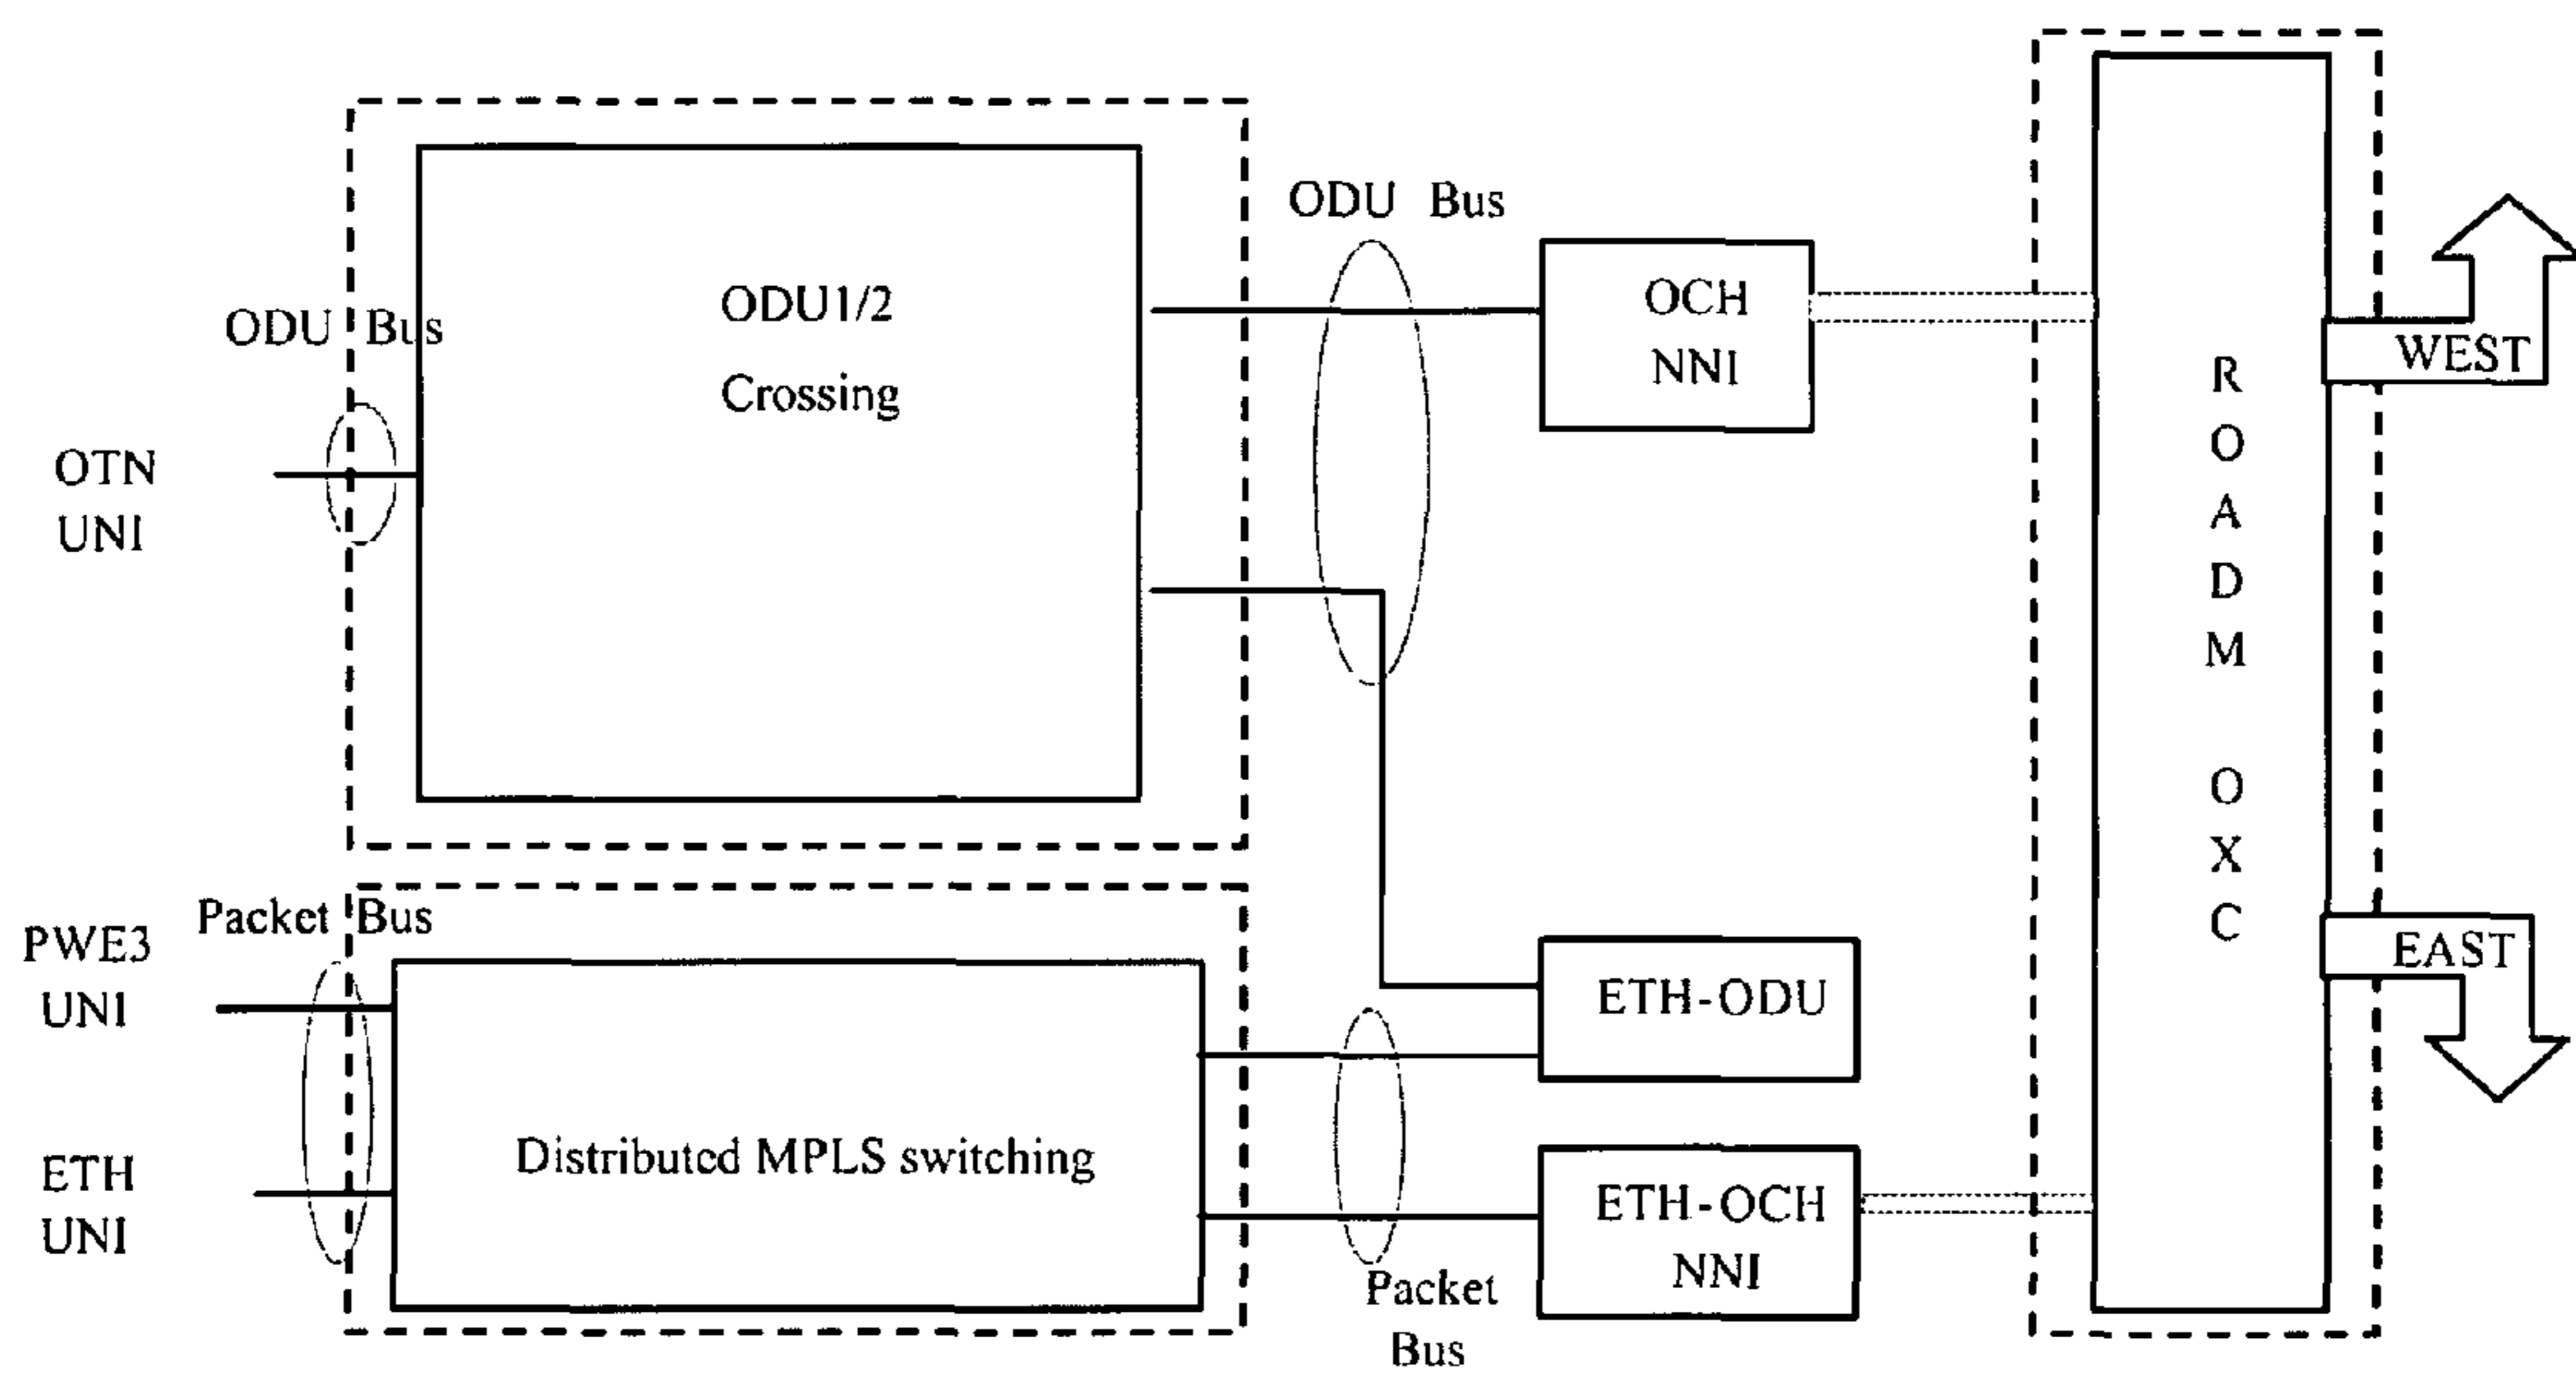 ODU Bus
ODU1/2
Crossing
ODU Bus
OTN
UNI
OCH
NNI
WEST
R
O
A
D
M
O
X
C
Packet Bus
PWE3
UNI
ETH
UNI
Distributed MPLS switching
ETH-ODU
ETH-OCH
NNI
Packet
Bus
EAST